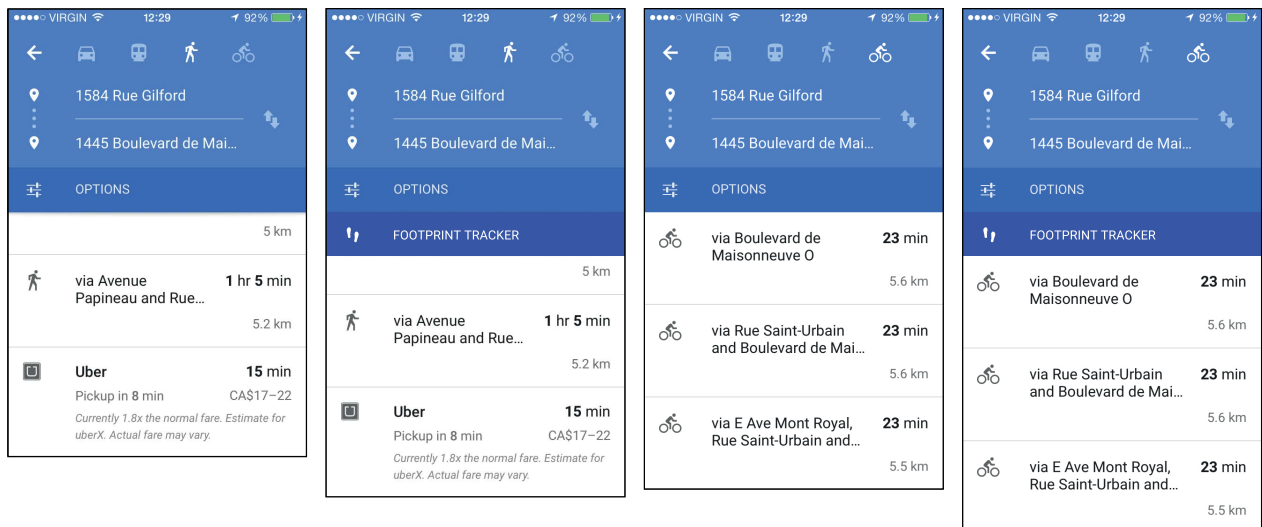 VIRGIN 12:29 92%
1584 Rue Gilford
1445 Boulevard de Mai...
OPTIONS
5 km
via Avenue 1 hr 5 min
Papineau and Rue...
5.2 km
Uber 15 min
Pickup in 8 min CA$17–22
Currently 1.8x the normal fare. Estimate for
uberX. Actual fare may vary.
VIRGIN 12:29 92%
1584 Rue Gilford
1445 Boulevard de Mai...
OPTIONS
FOOTPRINT TRACKER
5 km
via Avenue 1 hr 5 min
Papineau and Rue...
5.2 km
Uber 15 min
Pickup in 8 min CA$17–22
Currently 1.8x the normal fare. Estimate for
uberX. Actual fare may vary.
VIRGIN 12:29 92%
1584 Rue Gilford
1445 Boulevard de Mai...
OPTIONS
via Boulevard de 23 min
Maisonneuve O
5.6 km
via Rue Saint-Urbain 23 min
and Boulevard de Mai...
5.6 km
via E Ave Mont Royal, 23 min
Rue Saint-Urbain and...
5.5 km
VIRGIN 12:29 92%
1584 Rue Gilford
1445 Boulevard de Mai...
OPTIONS
FOOTPRINT TRACKER
via Boulevard de 23 min
Maisonneuve O
5.6 km
via Rue Saint-Urbain 23 min
and Boulevard de Mai...
5.6 km
via E Ave Mont Royal, 23 min
Rue Saint-Urbain and...
5.5 km